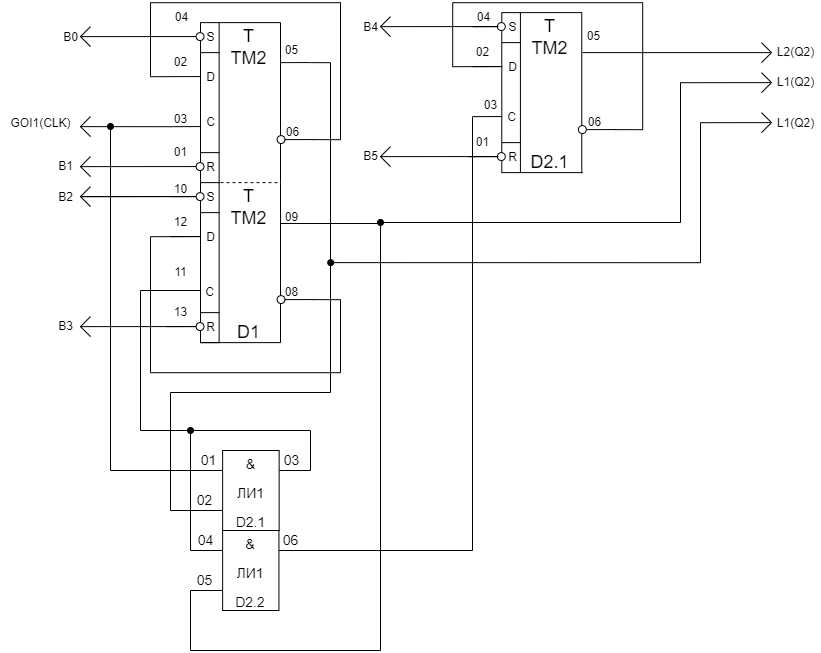 04
B0
S
T
TM2
05
02
D
GOI1(CLK)
03
C
06
01
B1
R
B2
10
S
T
TM2
12
D
09
11
C
08
13
B3
R
D1
04
B4
S
T
TM2
05
02
D
L2(Q2)
L1(Q2)
03
C
06
L1(Q2)
01
B5
R
D2.1
01
&
03
ЛИ1
02
D2.1
04
&
06
ЛИ1
05
D2.2